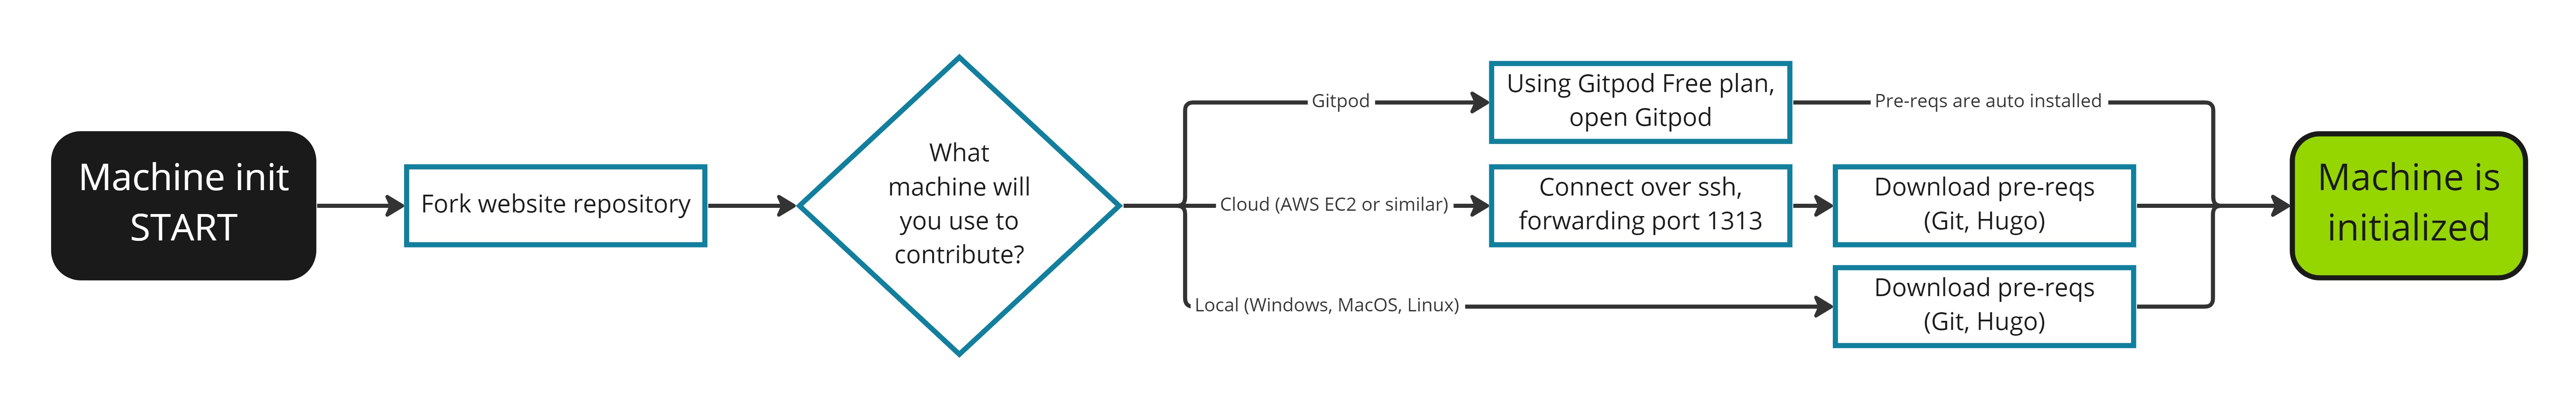 Machine init
START
Fork website repository
What
machine will
you use to
contribute?
Gitpod
Using Gitpod Free plan,
open Gitpod
Pre-reqs are auto installed
Cloud (AWS EC2 or similar)
Connect over ssh,
forwarding port 1313
Download pre-reqs
(Git, Hugo)
Local (Windows, MacOS, Linux)
Download pre-reqs
(Git, Hugo)
Machine is
initialized